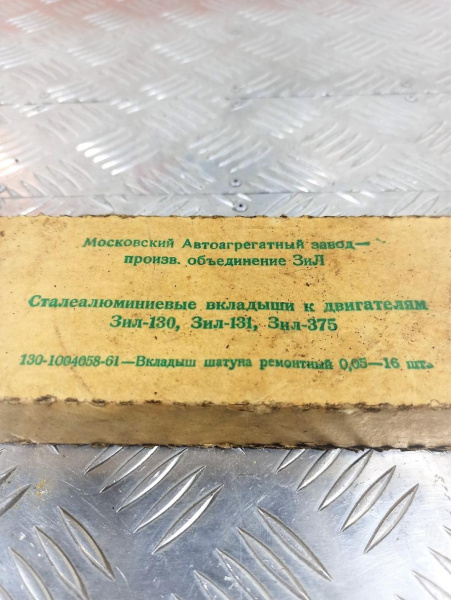 Московский Автоагрегатный завод—
произв. объединение ЗиЛ
Сталеалюминиевые вкладыши к двигателям
Зил-130, Зил-131, Зил-375
130-1004058-61—Вкладыш шатуна ремонтный 0,05—16 шт.